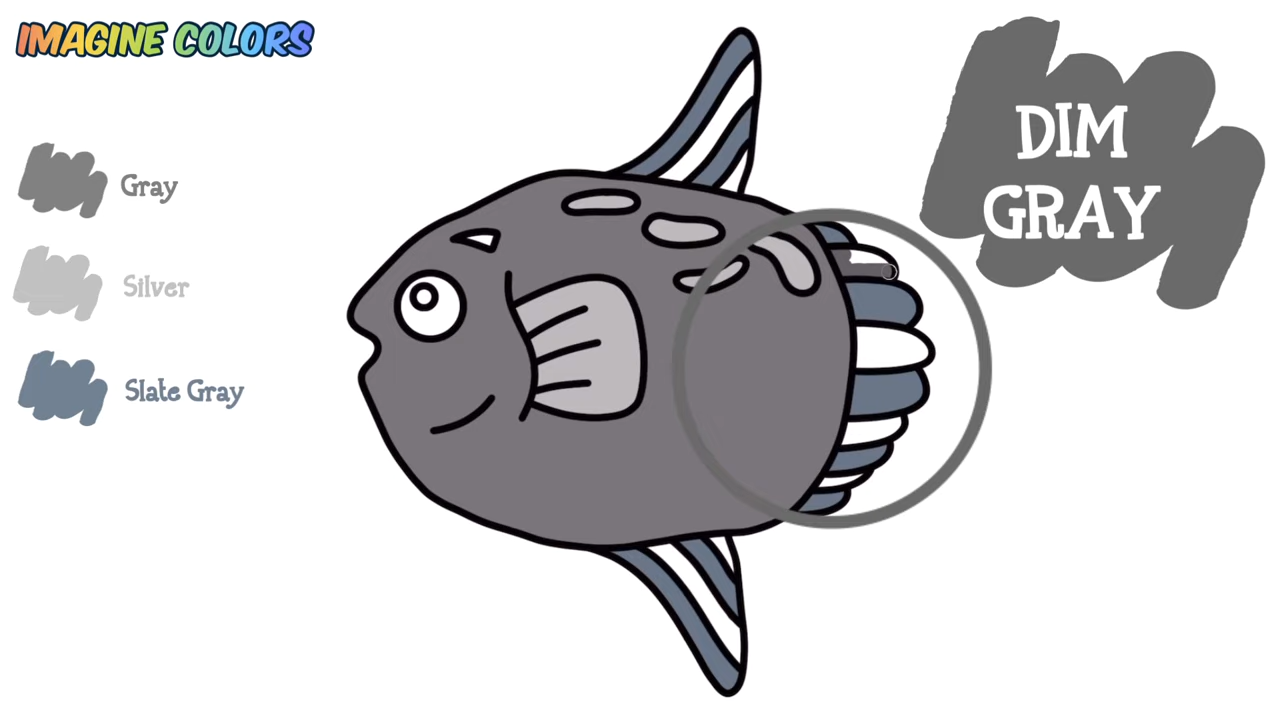 IMAGINE COLORS
DIM
GRAY
Gray
Silver
Slate Gray